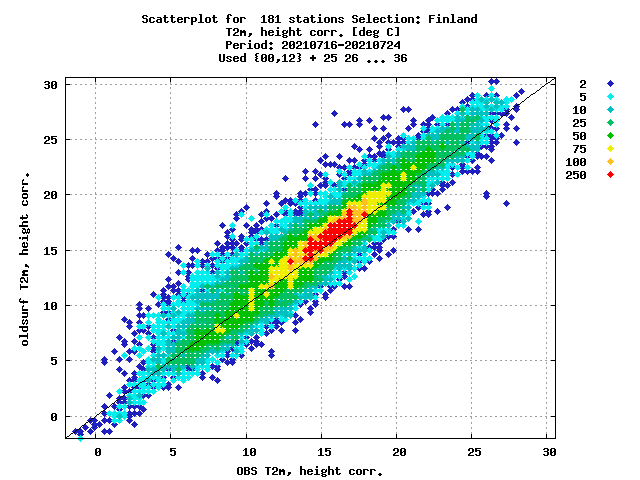 Scatterplot for  181 stations Selection: Finland
T2m, height corr. [deg C]
Period: 20210716-20210724
Used {00,12} + 25 26 ... 36
30
25
20
15
10
5
0
oldsurf T2m, height corr.
0 5 10 15 20 25 30
OBS T2m, height corr.
2
5
10
25
50
75
100
250